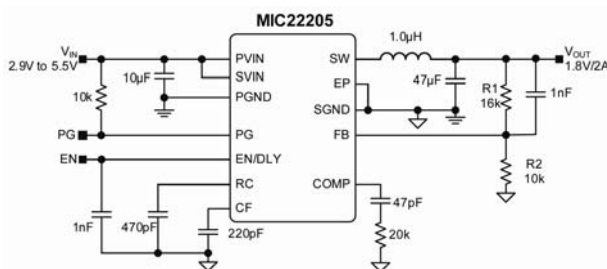 MIC22205
VIN
2.9V to 5.5V
10k
PG
EN
1nF
470pF
220pF
10µF
PVIN
SVIN
PGND
PG
EN/DLY
RC
CF
SW
EP
SGND
FB
COMP
1.0µH
47µF
R1
16k
1nF
VOUT
1.8V/2A
R2
10k
47pF
20k